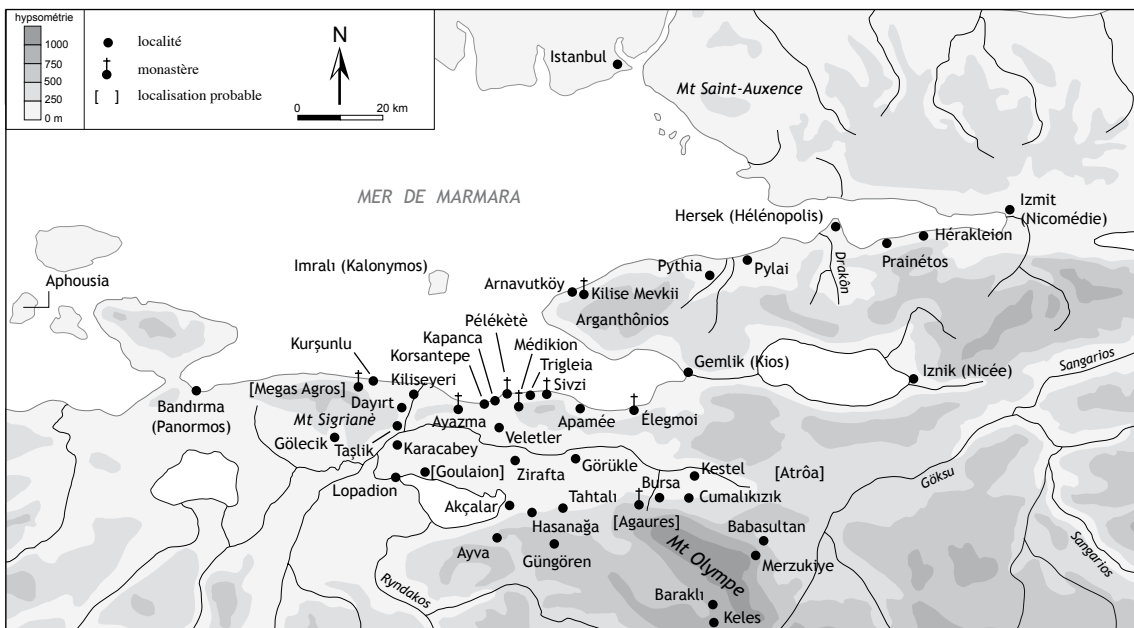 hypsométrie
1000
750
500
250
0 m
localité
monastère
[ ] localisation probable
N
0 20 km
Istanbul
Mt Saint-Auxence
MER DE MARMARA
Izmit
(Nicomédie)
Hersek (Hélénopolis)
Hérakleion
Prainétos
Drakôn
Pylai
Pythia
Aphousia
Imralı (Kalonymos)
Arnavutköy
Kilise Mevkii
Arganthônios
Pélékètè
Kapanca
Médikion
Korsantepe
Trigleia
Sivzi
Kurşunlu
Kiliseyeri
[Megas Agros]
Dayırt
Mt Sigrianè
Gölecik
Taşlik
Bandırma
(Panormos)
Ayazma
Veletler
Apamée
Élegmoi
Gemlik (Kios)
Iznik (Nicée)
Sangarios
Karacabey
[Goulaion]
Lopadion
Zirafta
Görükle
Kestel
[Atrôa]
Göksu
Bursa
Cumalıkızık
Akçalar
Tahtalı
Hasanağa
[Agaures]
Babasultan
Merzukiye
Ayva
Güngören
Mt Olympe
Sangarios
Ryndakos
Baraklı
Keles